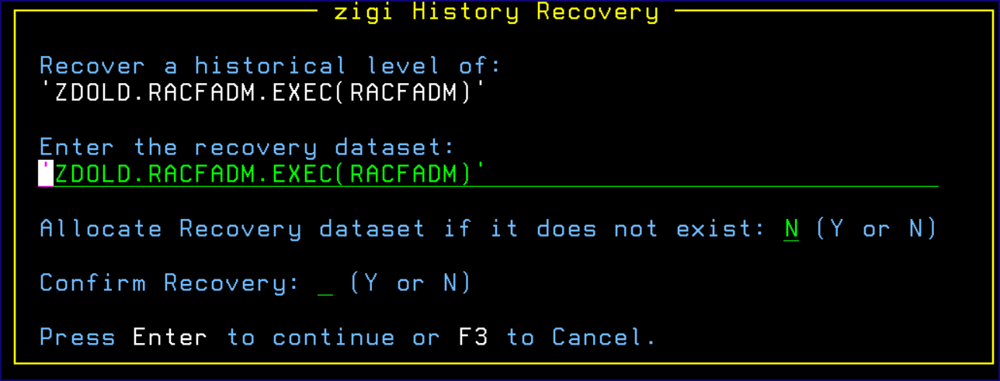 zigi History Recovery
Recover a historical level of:
'ZDOLD.RACFADM.EXEC(RACFADM)'
Enter the recovery dataset:
'ZDOLD.RACFADM.EXEC(RACFADM)'
Allocate Recovery dataset if it does not exist: N (Y or N)
Confirm Recovery: _ (Y or N)
Press Enter to continue or F3 to Cancel.